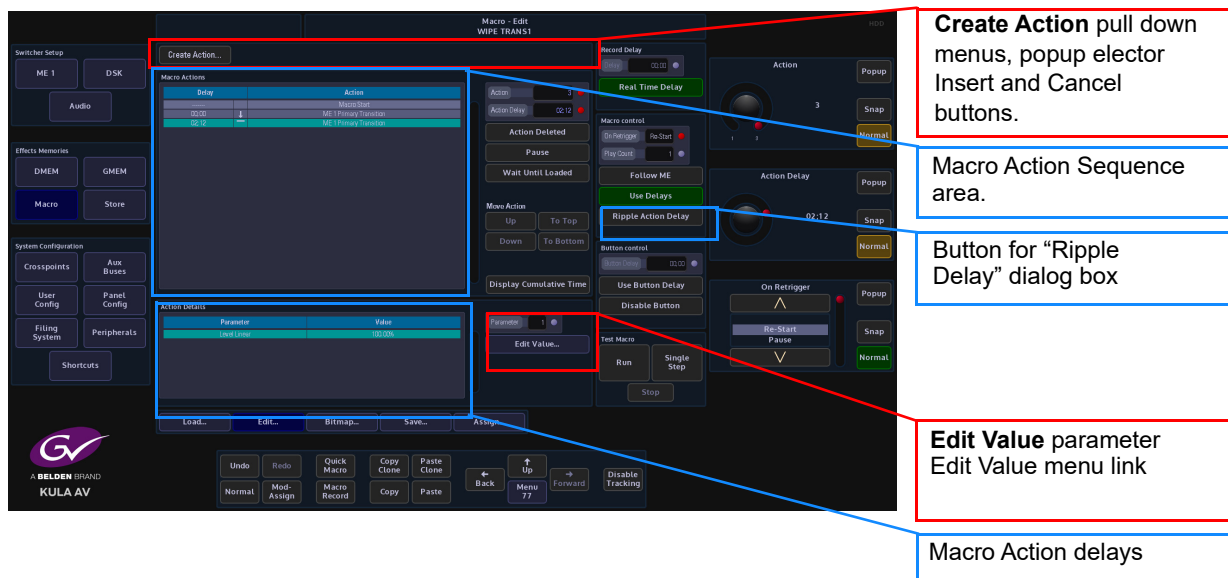 Macro - Edit
WIPE TRANS1
HOD
Switcher Setup
ME 1
DSK
Audio
Effects Memories
DMEM
GMEM
Macro
Store
System Configuration
Crosspoints
Aux
Buses
User
Config
Panel
Config
Filing
System
Peripherals
Shortcuts
Create Action...
Macro Actions
Delay
Action
Macro Start
00:00
ME 1 Primary Transition
02:12
ME 1 Primary Transition
Action Details
Parameter
Value
Level Linear
100.00%
Action
3
Action Delay
02:12
Action Deleted
Pause
Wait Until Loaded
Move Action
Up
To Top
Down
To Bottom
Display Cumulative Time
Parameter
1
Edit Value...
Record Delay
Delay
00:00
Real Time Delay
Macro control
On Retrigger
Re-Start
Play Count
1
Follow ME
Use Delays
Ripple Action Delay
Button control
Button Delay
00:00
Use Button Delay
Disable Button
Test Macro
Run
Single
Step
Stop
Action
3
Popup
Snap
Normal
Action Delay
02:12
Popup
Snap
Normal
On Retrigger
Re-Start
Pause
Popup
Snap
Normal
Load...
Edit...
Bitmap...
Save...
Assign...
GV
A BELDEN BRAND
KULA AV
Undo
Redo
Normal
Mod-
Assign
Quick
Macro
Macro
Record
Copy
Clone
Paste
Clone
Copy
Paste
Back
Up
Menu
77
Forward
Disable
Tracking
Create Action pull down
menus, popup elector
Insert and Cancel
buttons.
Macro Action Sequence
area.
Button for “Ripple
Delay” dialog box
Edit Value parameter
Edit Value menu link
Macro Action delays